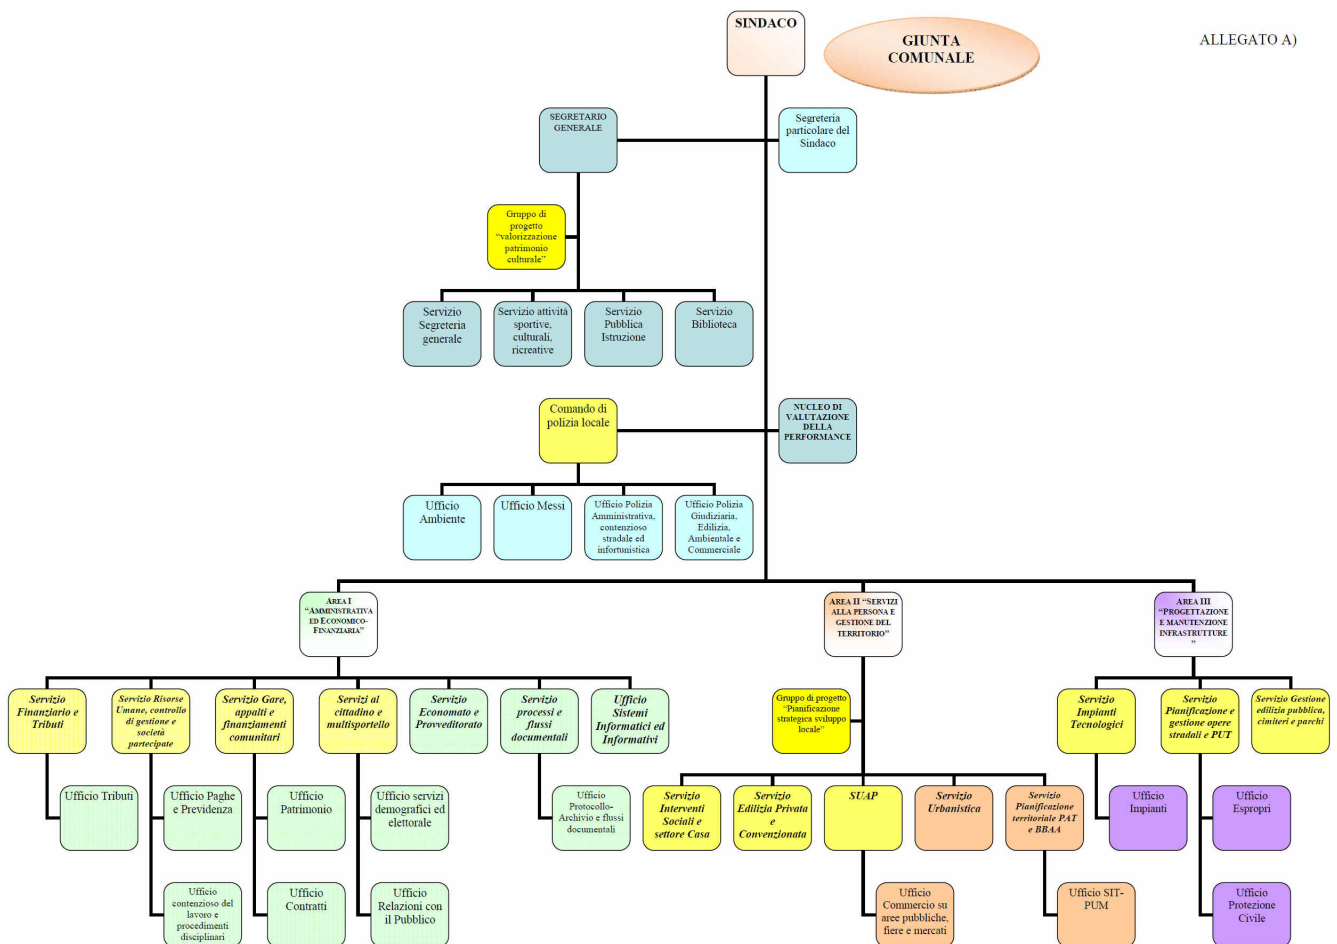 SINDACO
GIUNTA
COMUNALE
ALLEGATO A)
SEGRETARIO
GENERALE
Segreteria
particolare del
Sindaco
Gruppo di
progetto
“valorizzazione
patrimonio
culturale”
Servizio
Segreteria
generale
Servizio attività
sportive,
culturali,
ricreative
Servizio
Pubblica
Istruzione
Servizio
Biblioteca
Comando di
polizia locale
NUCLEO DI
VALUTAZIONE
DELLA
PERFORMANCE
Ufficio
Ambiente
Ufficio Messi
Ufficio Polizia
Amministrativa,
contenzioso
stradale ed
infortunistica
Ufficio Polizia
Giudiziaria,
Edilizia,
Ambientale e
Commerciale
AREA I
“AMMINISTRATIVA
ED ECONOMICO-
FINANZIARIA”
AREA II “SERVIZI
ALLA PERSONA E
GESTIONE DEL
TERRITORIO”
AREA III
“PROGETTAZIONE
E MANUTENZIONE
INFRASTRUTTURE
”
Servizio
Finanziario e
Tributi
Servizio Risorse
Umane, controllo
di gestione e
società
partecipate
Servizio Gare,
appalti e
finanziamenti
comunitari
Servizi al
cittadino e
multisportello
Servizio
Economato e
Provveditorato
Servizio
processi e
flussi
documentali
Ufficio
Sistemi
Informatici ed
Informativi
Gruppo di progetto
“Pianificazione
strategica sviluppo
locale”
Servizio
Impianti
Tecnologici
Servizio
Pianificazione e
gestione opere
stradali e PUT
Servizio Gestione
edilizia pubblica,
cimiteri e parchi
Ufficio Tributi
Ufficio Paghe
e Previdenza
Ufficio
Patrimonio
Ufficio servizi
demografici ed
elettorale
Ufficio
Protocollo-
Archivio e flussi
documentali
Servizio
Interventi
Sociali e
settore Casa
Servizio
Edilizia Privata
e
Convenzionata
SUAP
Servizio
Urbanistica
Servizio
Pianificazione
territoriale PAT
e BBAA
Ufficio
Impianti
Ufficio
Espropri
Ufficio
contenzioso del
lavoro e
procedimenti
disciplinari
Ufficio
Contratti
Ufficio
Relazioni con
il Pubblico
Ufficio
Commercio su
aree pubbliche,
fiere e mercati
Ufficio SIT-
PUM
Ufficio
Protezione
Civile